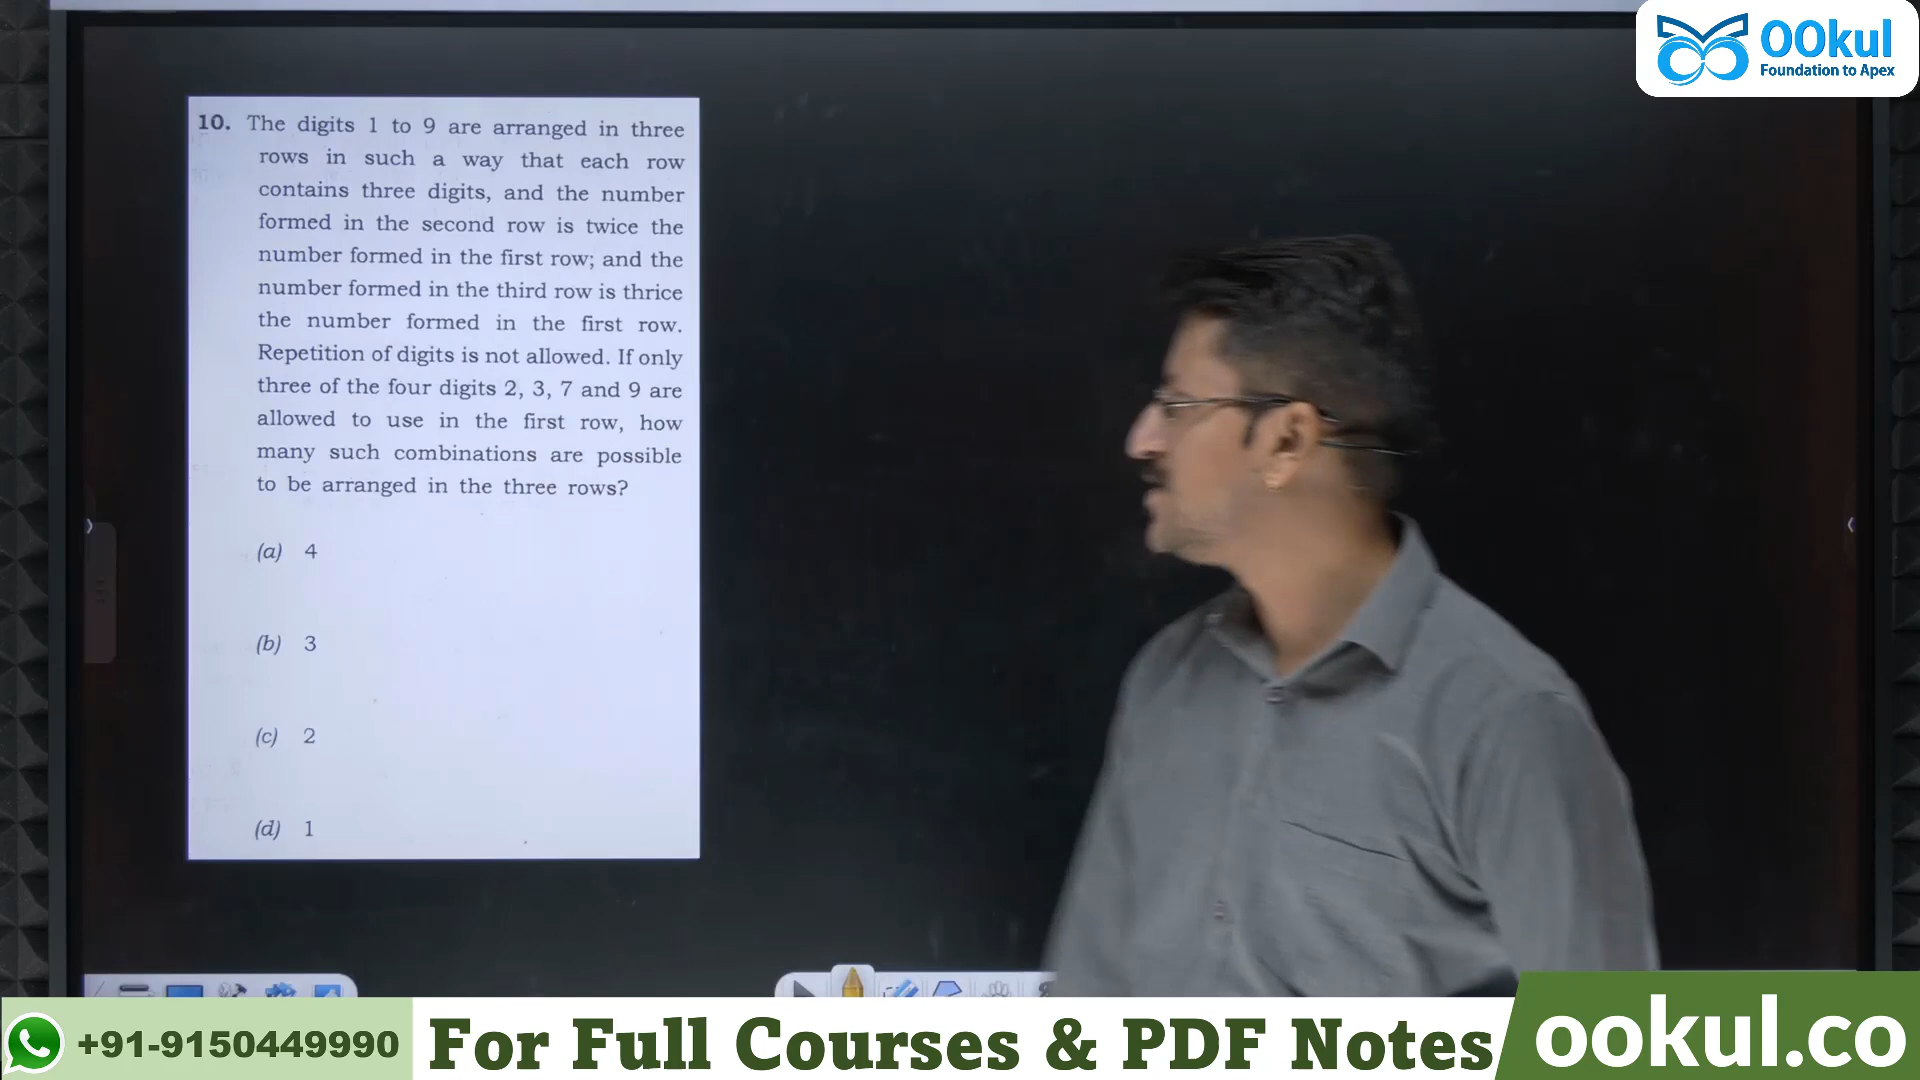 OOkul
Foundation to Apex
10. The digits 1 to 9 are arranged in three
rows in such a way that each row
contains three digits, and the number
formed in the second row is twice the
number formed in the first row; and the
number formed in the third row is thrice
the number formed in the first row.
Repetition of digits is not allowed. If only
three of the four digits 2, 3, 7 and 9 are
allowed to use in the first row, how
many such combinations are possible
to be arranged in the three rows?
(a) 4
(b) 3
(c) 2
(d) 1
+91-9150449990
For Full Courses & PDF Notes
ookul.co